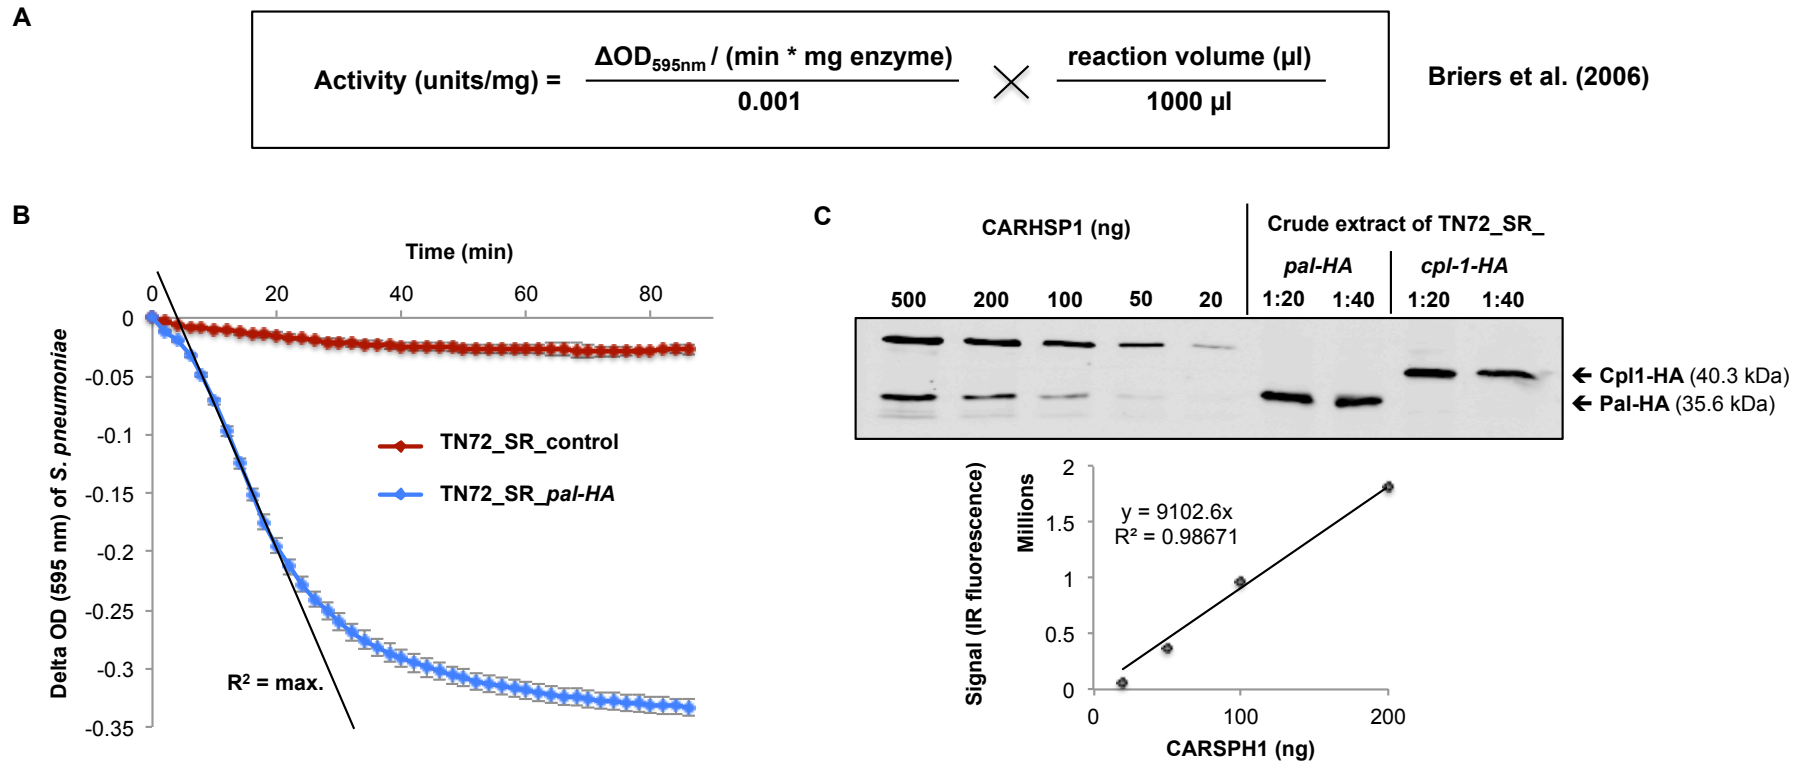 A
Activity (units/mg) =
ΔOD595nm / (min * mg enzyme)
0.001
reaction volume (µl)
1000 µl
Briers et al. (2006)
B
Time (min)
0 20 40 60 80
Delta OD (595 nm) of S. pneumoniae
0
-0.05
-0.1
-0.15
-0.2
-0.25
-0.3
-0.35
TN72_SR_control
TN72_SR_pal-HA
R² = max.
C
CARHSP1 (ng)
Crude extract of TN72_SR_
pal-HA cpl-1-HA
500 200 100 50 20 1:20 1:40 1:20 1:40
🡨 Cpl1-HA (40.3 kDa)
🡨 Pal-HA (35.6 kDa)
Signal (IR fluorescence)
Millions
2
1.5
1
0.5
0
y = 9102.6x
R² = 0.98671
0 100 200
CARSPH1 (ng)